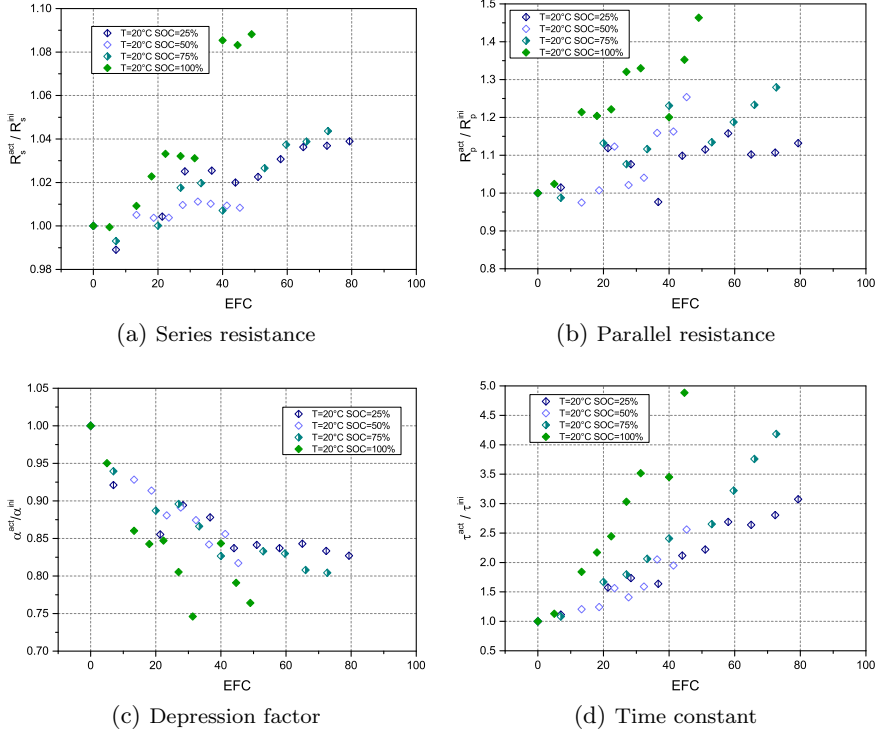 1.10
1.08
1.06
1.04
1.02
1.00
0.98
R_s^act / R_s^ini
T=20°C SOC=25%
T=20°C SOC=50%
T=20°C SOC=75%
T=20°C SOC=100%
0 20 40 60 80 100
EFC
(a) Series resistance
1.5
1.4
1.3
1.2
1.1
1.0
0.9
0.8
R_p^act / R_p^ini
T=20°C SOC=25%
T=20°C SOC=50%
T=20°C SOC=75%
T=20°C SOC=100%
0 20 40 60 80 100
EFC
(b) Parallel resistance
1.05
1.00
0.95
0.90
0.85
0.80
0.75
0.70
α^act/α^ini
T=20°C SOC=25%
T=20°C SOC=50%
T=20°C SOC=75%
T=20°C SOC=100%
0 20 40 60 80 100
EFC
(c) Depression factor
5.0
4.5
4.0
3.5
3.0
2.5
2.0
1.5
1.0
0.5
τ^act / τ^ini
T=20°C SOC=25%
T=20°C SOC=50%
T=20°C SOC=75%
T=20°C SOC=100%
0 20 40 60 80 100
EFC
(d) Time constant